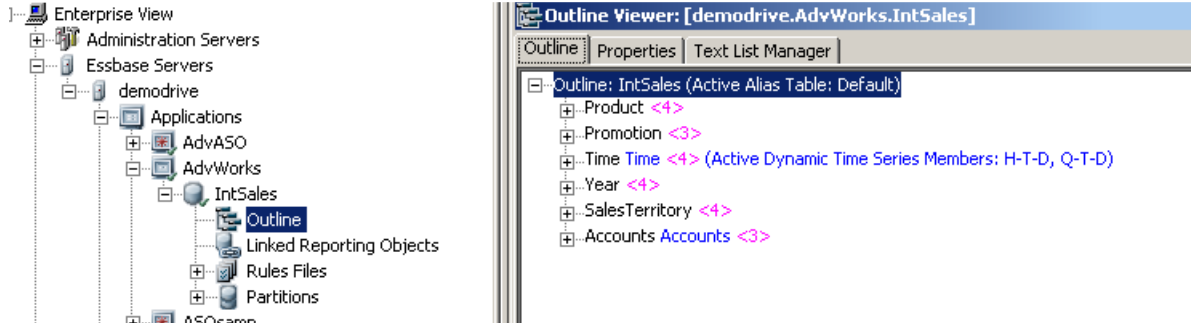 Enterprise View
Administration Servers
Essbase Servers
demodrive
Applications
AdvASO
AdvWorks
IntSales
Outline
Linked Reporting Objects
Rules Files
Partitions
ASOsamp
Outline Viewer: [demodrive.AdvWorks.IntSales]
Outline Properties Text List Manager
Outline: IntSales (Active Alias Table: Default)
Product <4>
Promotion <3>
Time Time <4> (Active Dynamic Time Series Members: H-T-D, Q-T-D)
Year <4>
SalesTerritory <4>
Accounts Accounts <3>